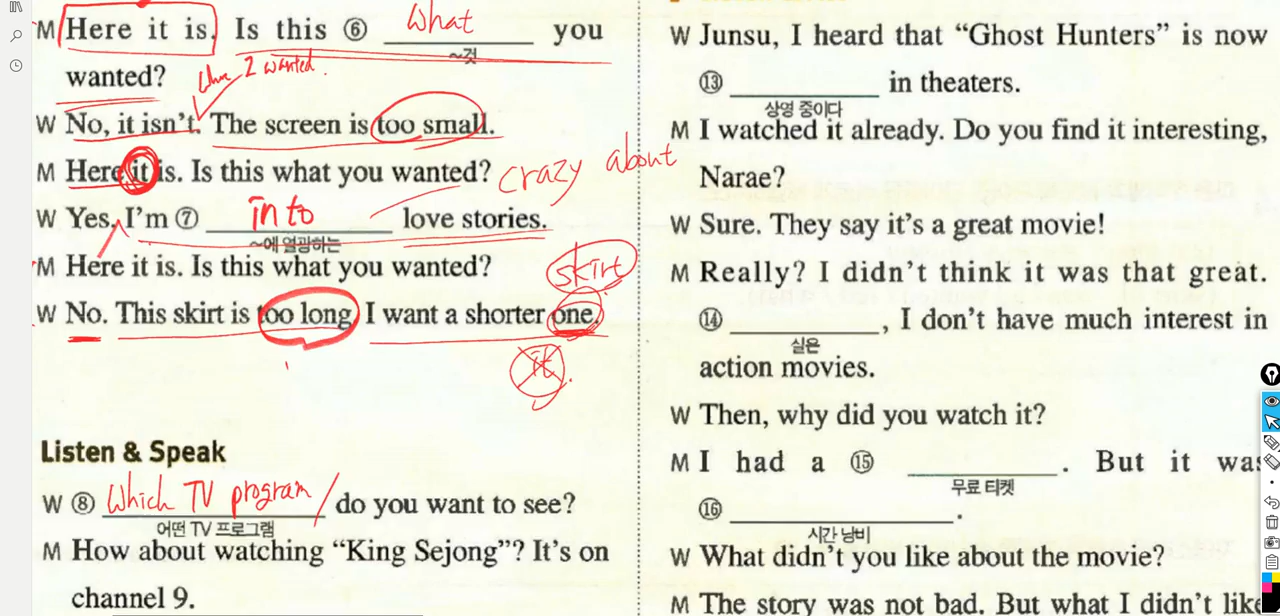 M Here it is. Is this ⑥ what you
~것
wanted?
what I wanted.
W No, it isn't. The screen is too small.
M Here it is. Is this what you wanted?
crazy about
W Yes. I'm ⑦ into love stories.
~에 열광하는
M Here it is. Is this what you wanted?
skirt
W No. This skirt is too long. I want a shorter one.
it
Listen & Speak
W ⑧ Which TV program / do you want to see?
어떤 TV 프로그램
M How about watching “King Sejong”? It's on
channel 9.
W Junsu, I heard that “Ghost Hunters” is now
⑬ in theaters.
상영 중이다
M I watched it already. Do you find it interesting,
Narae?
W Sure. They say it's a great movie!
M Really? I didn't think it was that great.
⑭ , I don't have much interest in
실은
action movies.
W Then, why did you watch it?
M I had a ⑮ . But it was
무료 티켓
⑯ .
시간 낭비
W What didn't you like about the movie?
M The story was not bad. But what I didn't like